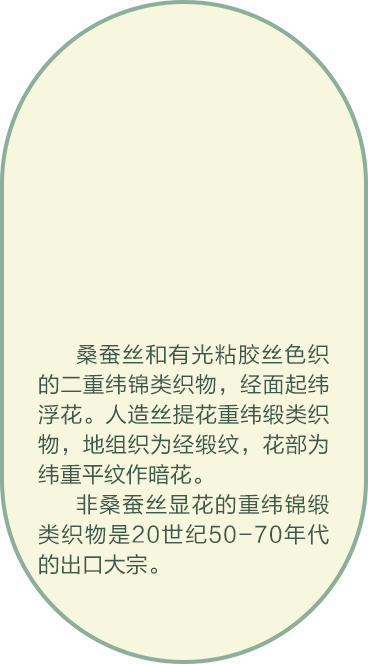 桑蚕丝和有光粘胶丝色织
的二重纬锦类织物，经面起纬
浮花。人造丝提花重纬缎类织
物，地组织为经缎纹，花部为
纬重平纹作暗花。
非桑蚕丝显花的重纬锦缎
类织物是20世纪50-70年代
的出口大宗。